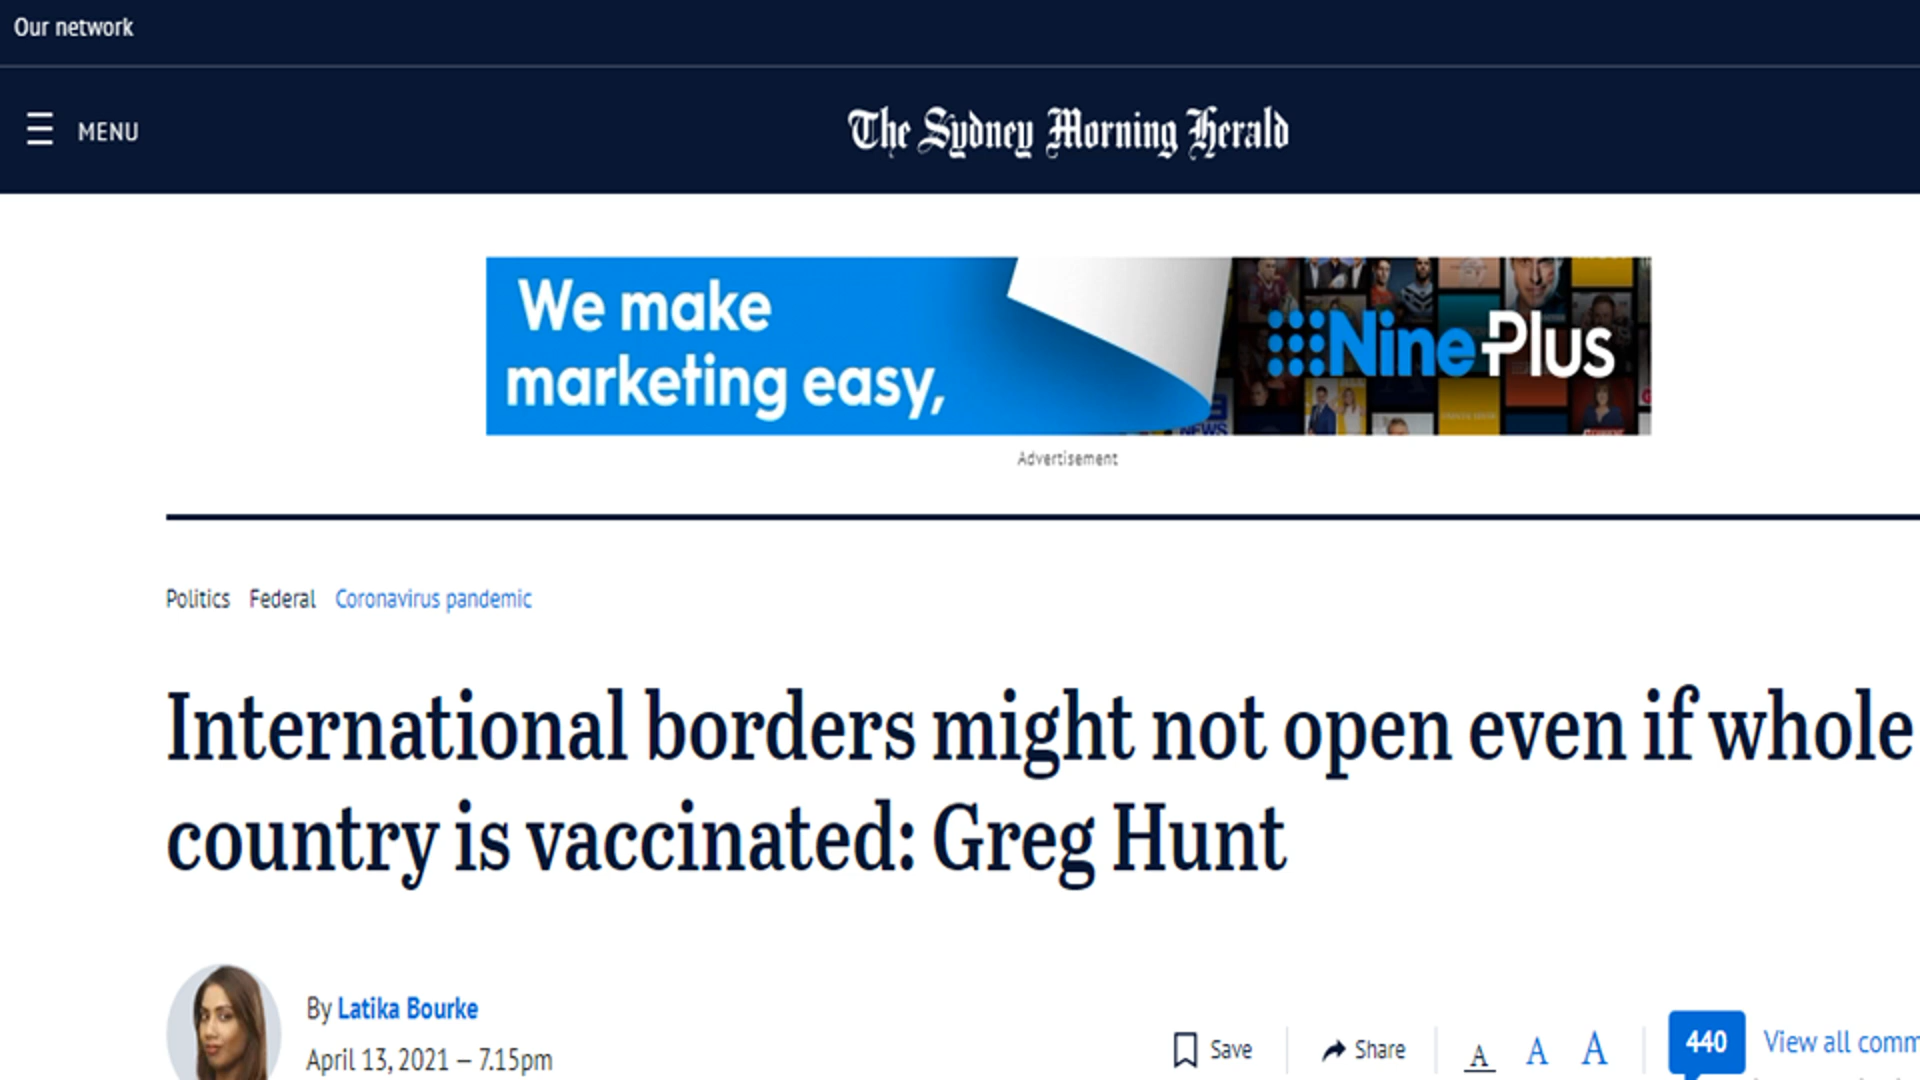 Our network
MENU
The Sydney Morning Herald
We make
marketing easy,
NinePlus
NEWS
Advertisement
Politics Federal Coronavirus pandemic
International borders might not open even if whole
country is vaccinated: Greg Hunt
By Latika Bourke
April 13, 2021 – 7.15pm
Save
Share
A A A
440
View all comm